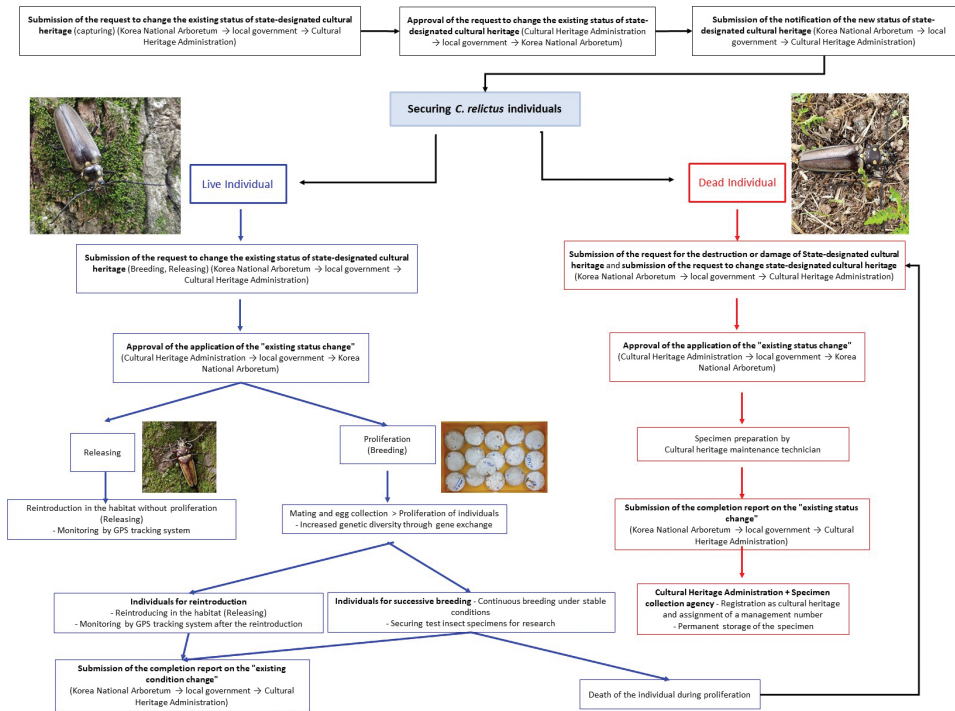 Submission of the request to change the existing status of state-designated cultural
heritage (capturing) (Korea National Arboretum → local government → Cultural
Heritage Administration)
Approval of the request to change the existing status of state-
designated cultural heritage (Cultural Heritage Administration
→ local government → Korea National Arboretum)
Submission of the notification of the new status of state-
designated cultural heritage (Korea National Arboretum → local
government → Cultural Heritage Administration)
Securing C. relictus individuals
Live Individual
Dead Individual
Submission of the request to change the existing status of state-designated cultural
heritage (Breeding, Releasing) (Korea National Arboretum → local government →
Cultural Heritage Administration)
Submission of the request for the destruction or damage of State-designated cultural
heritage and submission of the request to change state-designated cultural heritage
(Korea National Arboretum → local government → Cultural Heritage Administration)
Approval of the application of the "existing status change"
(Cultural Heritage Administration → local government → Korea
National Arboretum)
Approval of the application of the "existing status change"
(Cultural Heritage Administration → local government → Korea National
Arboretum)
Releasing
Proliferation
(Breeding)
Specimen preparation by
Cultural heritage maintenance technician
Reintroduction in the habitat without proliferation
(Releasing)
- Monitoring by GPS tracking system
Mating and egg collection > Proliferation of individuals
- Increased genetic diversity through gene exchange
Submission of the completion report on the "existing status
change"
(Korea National Arboretum → local government → Cultural
Heritage Administration)
Individuals for reintroduction
- Reintroducing in the habitat (Releasing)
- Monitoring by GPS tracking system after the reintroduction
Individuals for successive breeding - Continuous breeding under stable
conditions
- Securing test insect specimens for research
Cultural Heritage Administration + Specimen
collection agency - Registration as cultural heritage
and assignment of a management number
- Permanent storage of the specimen
Submission of the completion report on the "existing
condition change"
(Korea National Arboretum → local government → Cultural
Heritage Administration)
Death of the individual during proliferation